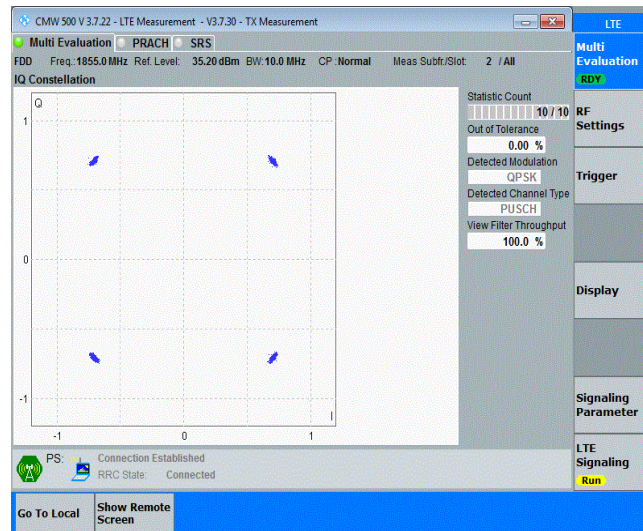 CMW 500 V 3.7.22 - LTE Measurement - V3.7.30 - TX Measurement
LTE
Multi Evaluation PRACH SRS
Multi
Evaluation
RDY
FDD Freq.: 1855.0 MHz Ref. Level: 35.20 dBm BW: 10.0 MHz CP : Normal Meas Subfr./Slot: 2 / All
IQ Constellation
Q
1
0
-1
-1 0 1
I
Statistic Count
10 / 10
Out of Tolerance
0.00 %
Detected Modulation
QPSK
Detected Channel Type
PUSCH
View Filter Throughput
100.0 %
RF
Settings
Trigger
Display
Signaling
Parameter
LTE
Signaling
Run
PS: Connection Established
RRC State: Connected
Go To Local
Show Remote
Screen